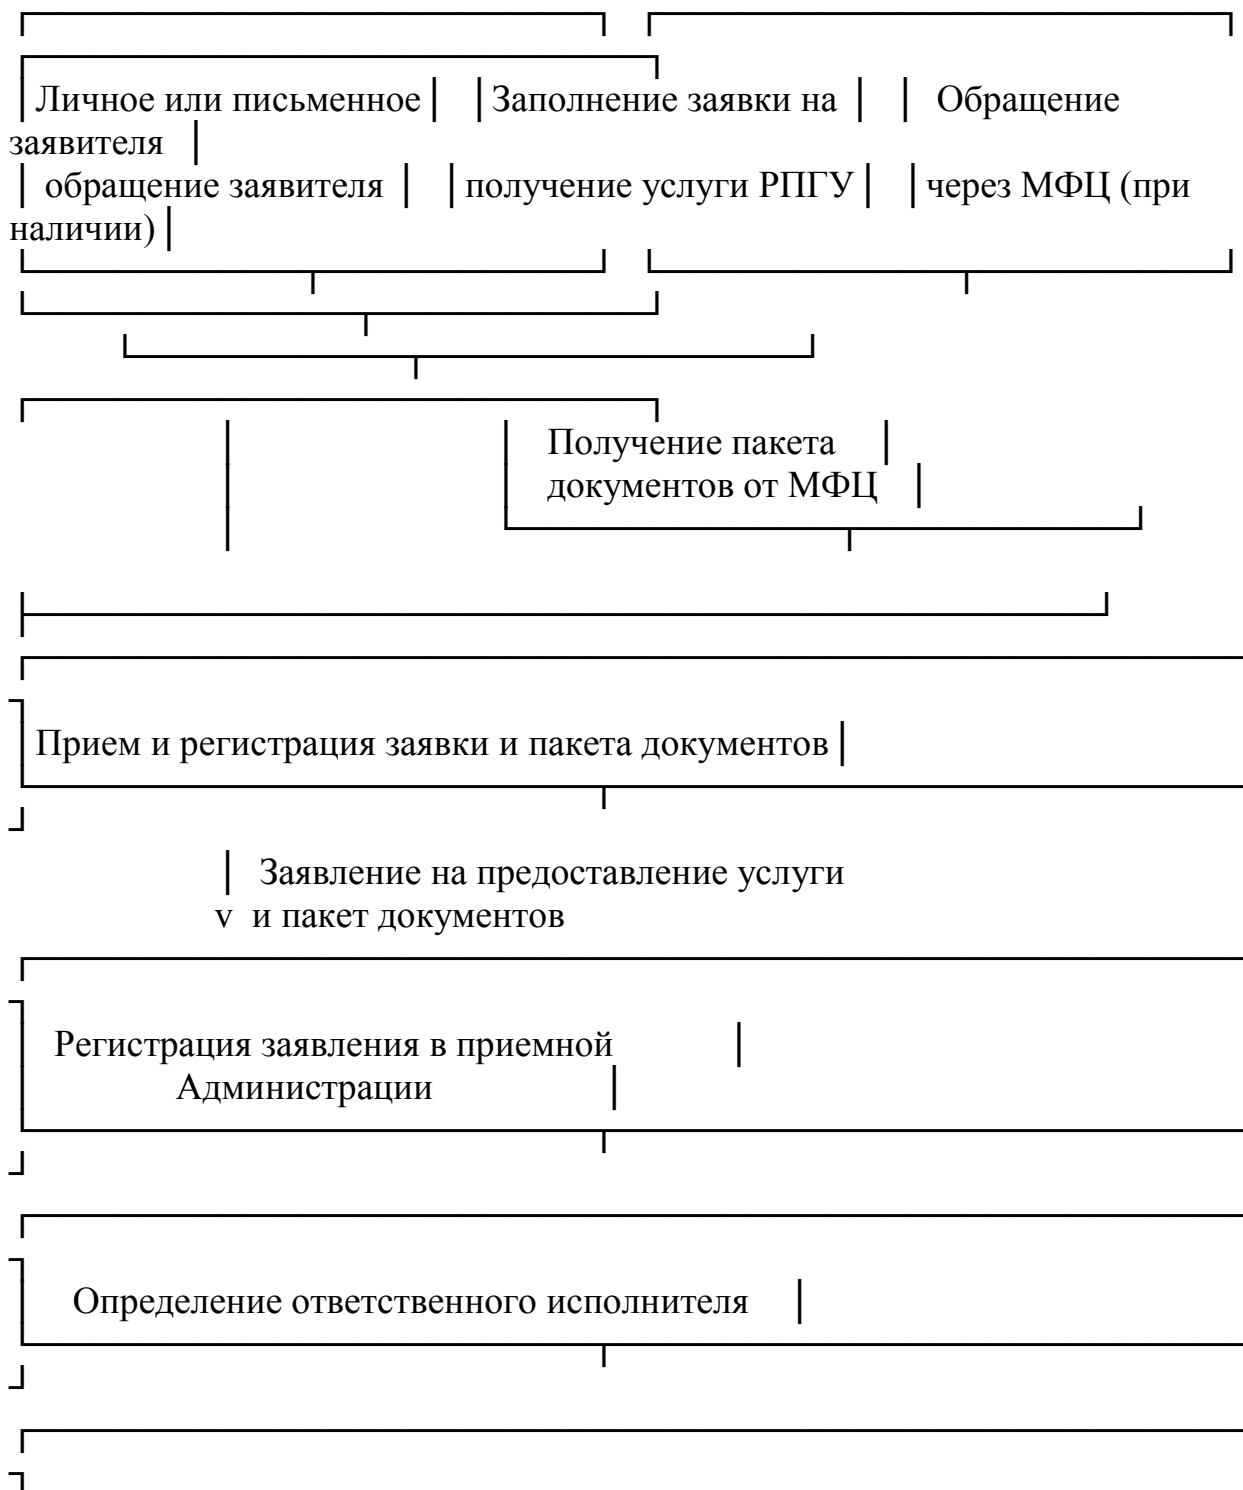 Личное или письменное Заполнение заявки на Обращение
заявителя
обращение заявителя получение услуги РПГУ через МФЦ (при
наличии)
Получение пакета
документов от МФЦ
Прием и регистрация заявки и пакета документов
Заявление на предоставление услуги
v и пакет документов
Регистрация заявления в приемной
Администрации
Определение ответственного исполнителя